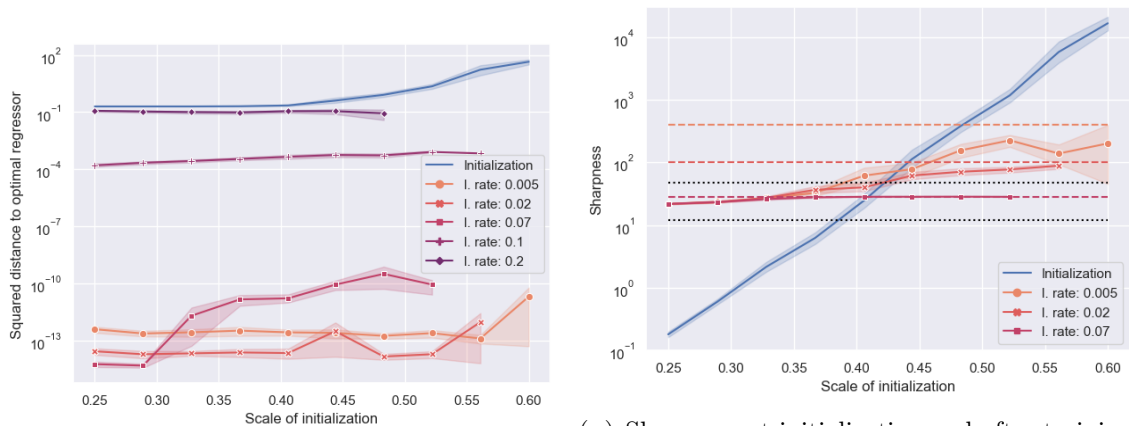 Squared distance to optimal regressor
10^2
10^-1
10^-4
10^-7
10^-10
10^-13
Initialization
l. rate: 0.005
l. rate: 0.02
l. rate: 0.07
l. rate: 0.1
l. rate: 0.2
0.25 0.30 0.35 0.40 0.45 0.50 0.55 0.60
Scale of initialization
Sharpness
10^4
10^3
10^2
10^1
10^0
10^-1
Initialization
l. rate: 0.005
l. rate: 0.02
l. rate: 0.07
0.25 0.30 0.35 0.40 0.45 0.50 0.55 0.60
Scale of initialization